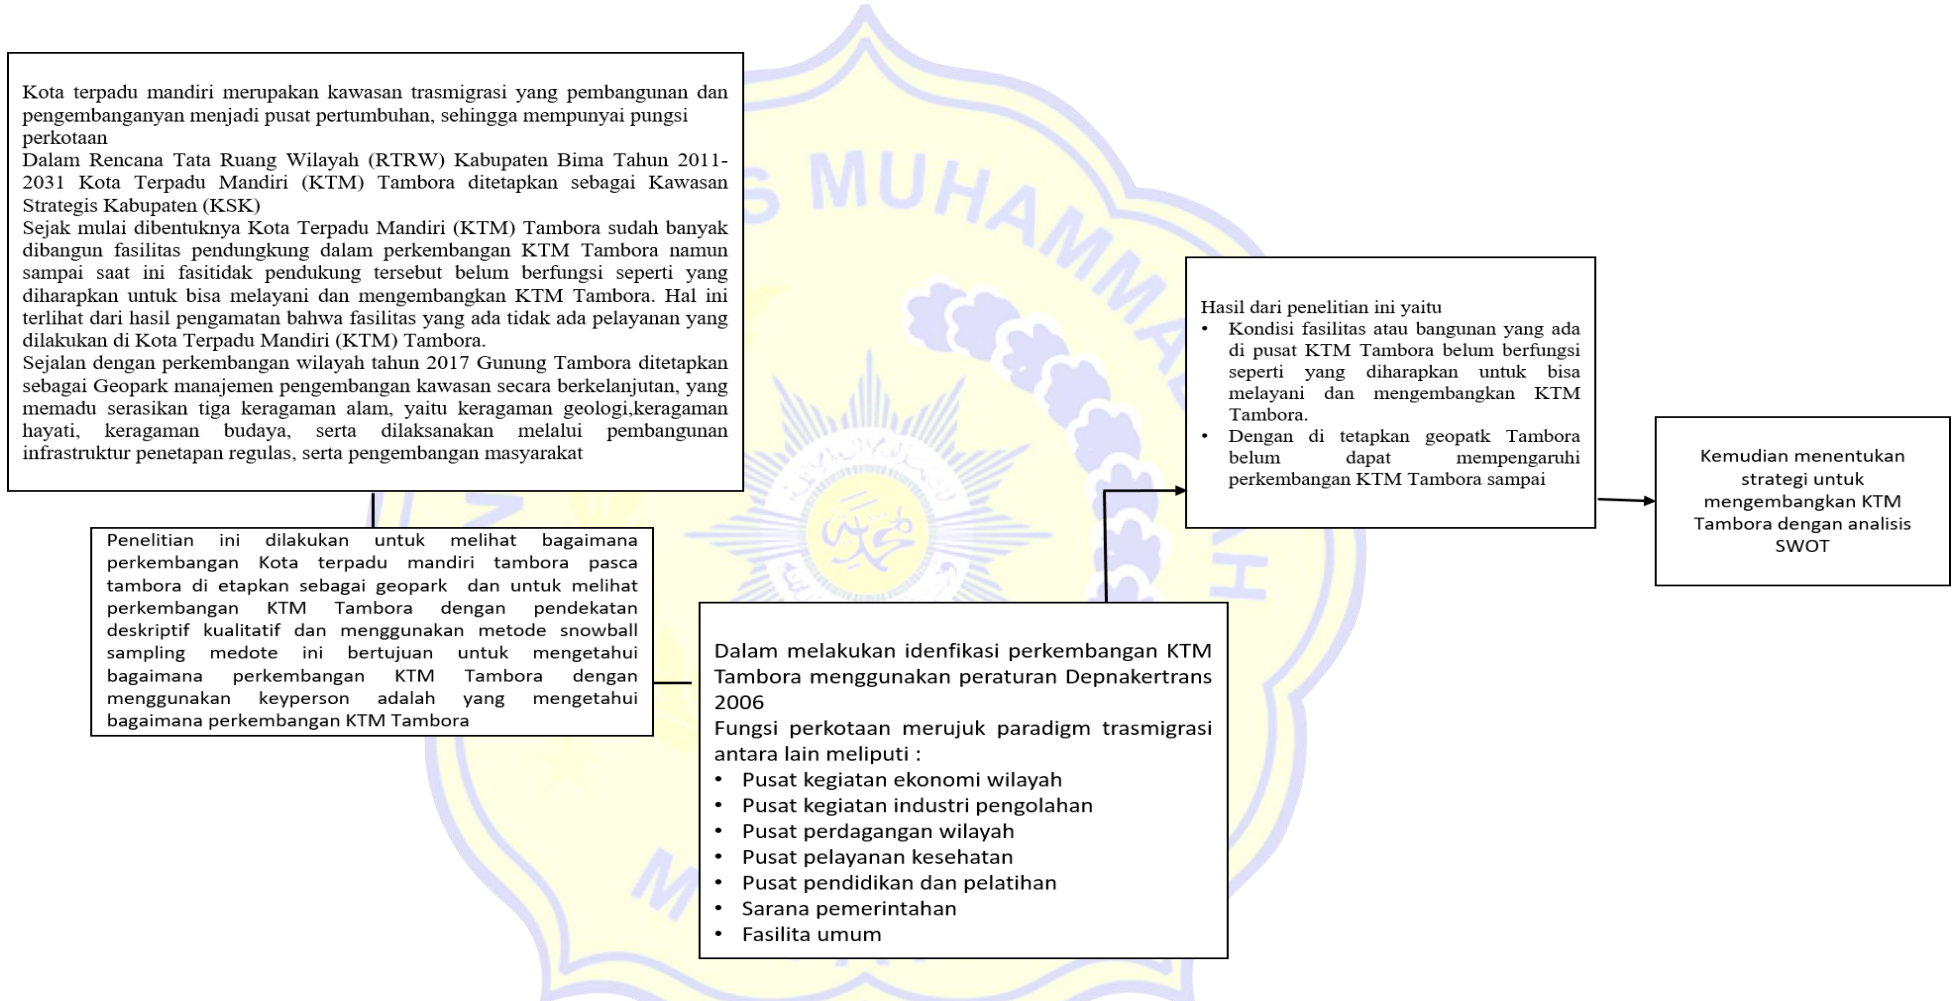 Kota terpadu mandiri merupakan kawasan trasmigrasi yang pembangunan dan
pengembanganyan menjadi pusat pertumbuhan, sehingga mempunyai pungsi
perkotaan
Dalam Rencana Tata Ruang Wilayah (RTRW) Kabupaten Bima Tahun 2011-
2031 Kota Terpadu Mandiri (KTM) Tambora ditetapkan sebagai Kawasan
Strategis Kabupaten (KSK)
Sejak mulai dibentuknya Kota Terpadu Mandiri (KTM) Tambora sudah banyak
dibangun fasilitas pendungkung dalam perkembangan KTM Tambora namun
sampai saat ini fasitidak pendukung tersebut belum berfungsi seperti yang
diharapkan untuk bisa melayani dan mengembangkan KTM Tambora. Hal ini
terlihat dari hasil pengamatan bahwa fasilitas yang ada tidak ada pelayanan yang
dilakukan di Kota Terpadu Mandiri (KTM) Tambora.
Sejalan dengan perkembangan wilayah tahun 2017 Gunung Tambora ditetapkan
sebagai Geopark manajemen pengembangan kawasan secara berkelanjutan, yang
memadu serasikan tiga keragaman alam, yaitu keragaman geologi,keragaman
hayati, keragaman budaya, serta dilaksanakan melalui pembangunan
infrastruktur penetapan regulas, serta pengembangan masyarakat
Penelitian ini dilakukan untuk melihat bagaimana
perkembangan Kota terpadu mandiri tambora pasca
tambora di etapkan sebagai geopark dan untuk melihat
perkembangan KTM Tambora dengan pendekatan
deskriptif kualitatif dan menggunakan metode snowball
sampling medote ini bertujuan untuk mengetahui
bagaimana perkembangan KTM Tambora dengan
menggunakan keyperson adalah yang mengetahui
bagaimana perkembangan KTM Tambora
Dalam melakukan idenfikasi perkembangan KTM
Tambora menggunakan peraturan Depnakertrans
2006
Fungsi perkotaan merujuk paradigm trasmigrasi
antara lain meliputi :
• Pusat kegiatan ekonomi wilayah
• Pusat kegiatan industri pengolahan
• Pusat perdagangan wilayah
• Pusat pelayanan kesehatan
• Pusat pendidikan dan pelatihan
• Sarana pemerintahan
• Fasilita umum
Hasil dari penelitian ini yaitu
• Kondisi fasilitas atau bangunan yang ada
di pusat KTM Tambora belum berfungsi
seperti yang diharapkan untuk bisa
melayani dan mengembangkan KTM
Tambora.
• Dengan di tetapkan geopatk Tambora
belum dapat mempengaruhi
perkembangan KTM Tambora sampai
Kemudian menentukan
strategi untuk
mengembangkan KTM
Tambora dengan analisis
SWOT